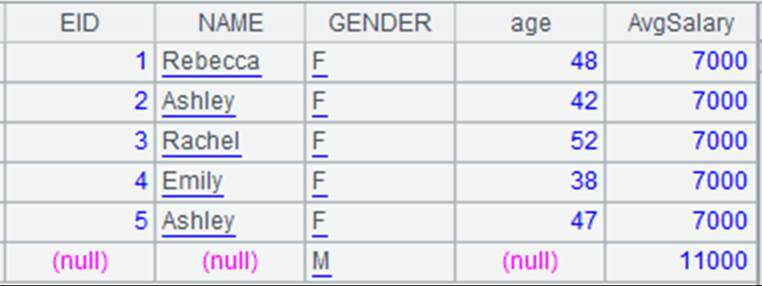 EID NAME GENDER age AvgSalary
1 Rebecca F 48 7000
2 Ashley F 42 7000
3 Rachel F 52 7000
4 Emily F 38 7000
5 Ashley F 47 7000
(null) (null) M (null) 11000